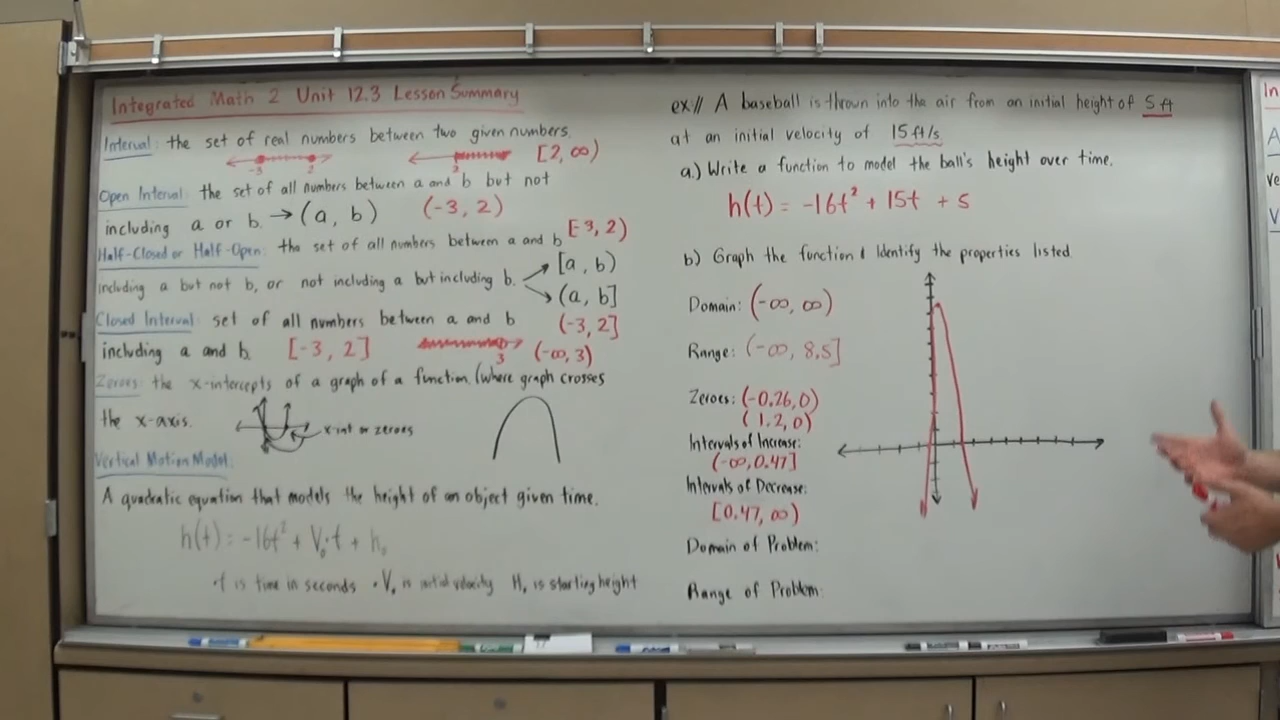 Integrated Math 2 Unit 12.3 Lesson Summary
Interval: the set of real numbers between two given numbers.
-3 2 2 [2, ∞)
Open Interval: the set of all numbers between a and b but not
including a or b. → (a, b) (-3, 2)
[-3, 2)
Half-Closed or Half-Open: the set of all numbers between a and b
including a but not b, or not including a but including b.
[a, b)
(a, b]
Closed Interval: set of all numbers between a and b (-3, 2]
including a and b. [-3, 2] 3 (-∞, 3)
Zeroes: the x-intercepts of a graph of a function (where graph crosses
the x-axis. x-int or zeroes
Vertical Motion Model:
A quadratic equation that models the height of an object given time.
h(t) = -16t² + V₀·t + h₀
·t is time in seconds ·V₀ is initial velocity H₀ is starting height
ex// A baseball is thrown into the air from an initial height of 5 ft
at an initial velocity of 15 ft/s.
a.) Write a function to model the ball's height over time.
h(t) = -16t² + 15t + 5
b) Graph the function & Identify the properties listed
Domain: (-∞, ∞)
Range: (-∞, 8.5]
Zeroes: (-0.26, 0)
(1.2, 0)
Intervals of Increase:
(-∞, 0.47]
Intervals of Decrease:
[0.47, ∞)
Domain of Problem:
Range of Problem:
In
A
ve
V